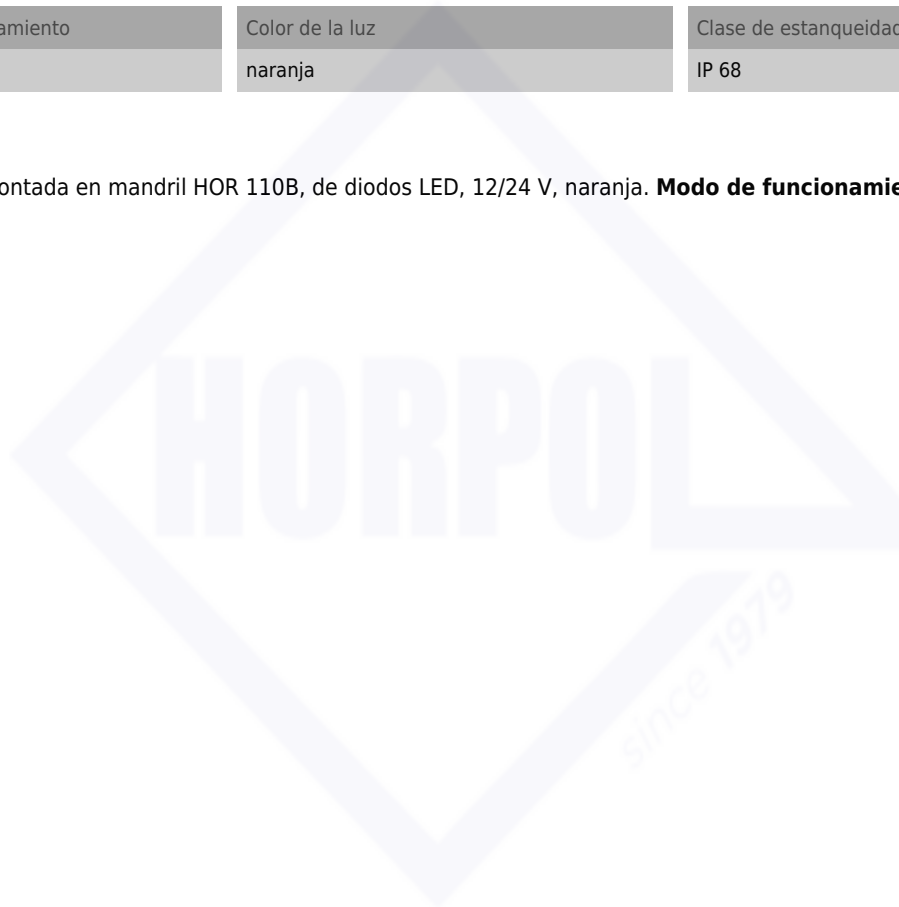 amiento
Color de la luz
Clase de estanqueidad
naranja
IP 68
ontada en mandril HOR 110B, de diodos LED, 12/24 V, naranja. Modo de funcionamie
HORPOL
since 1979